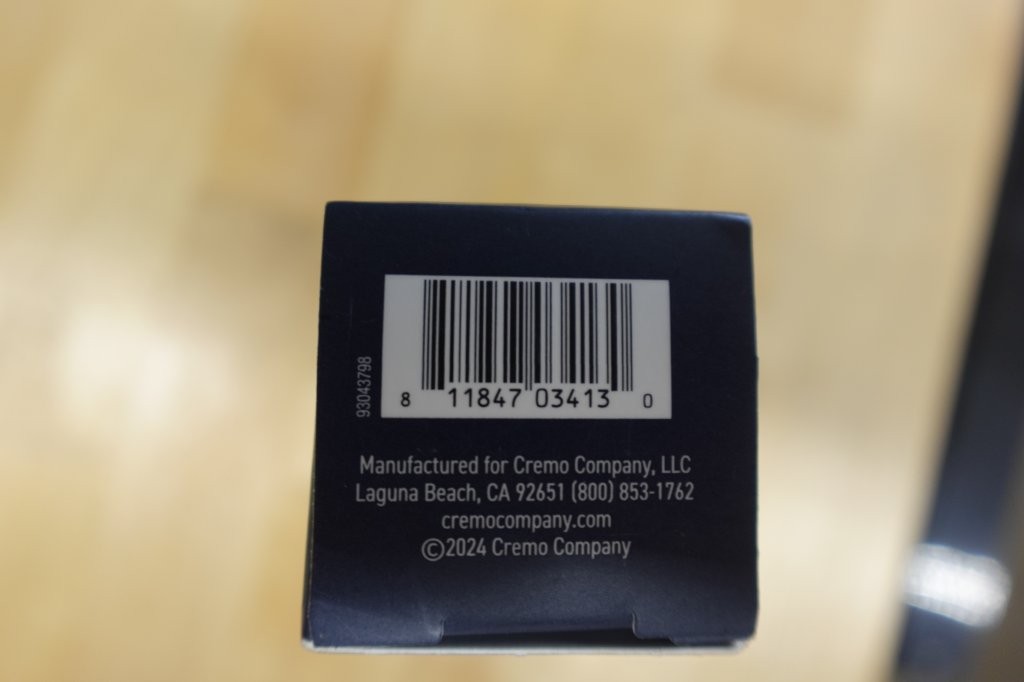 93043798
8 11847 03413 0
Manufactured for Cremo Company, LLC
Laguna Beach, CA 92651 (800) 853-1762
cremocompany.com
©2024 Cremo Company